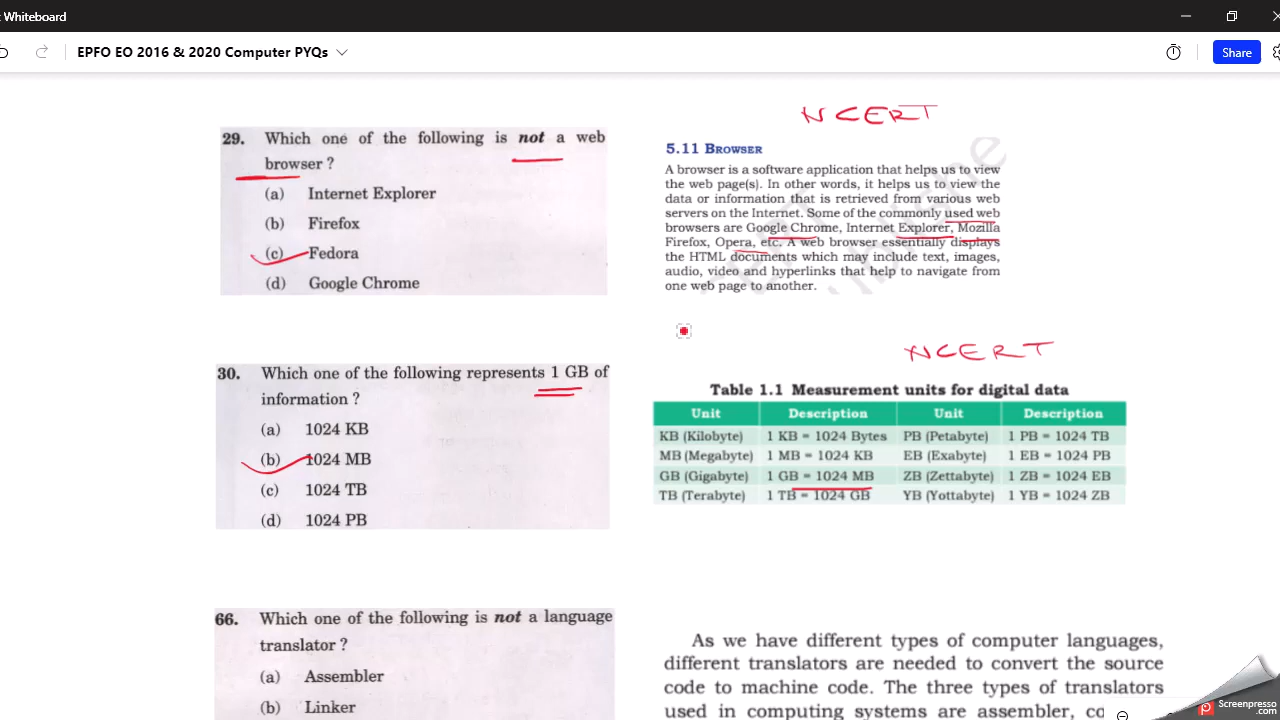 Whiteboard
EPFO EO 2016 & 2020 Computer PYQs
Share
29. Which one of the following is not a web
browser ?
(a) Internet Explorer
(b) Firefox
(c) Fedora
(d) Google Chrome
NCERT
5.11 BROWSER
A browser is a software application that helps us to view
the web page(s). In other words, it helps us to view the
data or information that is retrieved from various web
servers on the Internet. Some of the commonly used web
browsers are Google Chrome, Internet Explorer, Mozilla
Firefox, Opera, etc. A web browser essentially displays
the HTML documents which may include text, images,
audio, video and hyperlinks that help to navigate from
one web page to another.
30. Which one of the following represents 1 GB of
information ?
(a) 1024 KB
(b) 1024 MB
(c) 1024 TB
(d) 1024 PB
NCERT
Table 1.1 Measurement units for digital data
Unit Description Unit Description
KB (Kilobyte) 1 KB = 1024 Bytes PB (Petabyte) 1 PB = 1024 TB
MB (Megabyte) 1 MB = 1024 KB EB (Exabyte) 1 EB = 1024 PB
GB (Gigabyte) 1 GB = 1024 MB ZB (Zettabyte) 1 ZB = 1024 EB
TB (Terabyte) 1 TB = 1024 GB YB (Yottabyte) 1 YB = 1024 ZB
66. Which one of the following is not a language
translator ?
(a) Assembler
(b) Linker
As we have different types of computer languages,
different translators are needed to convert the source
code to machine code. The three types of translators
used in computing systems are assembler,
Screenpresso
.com